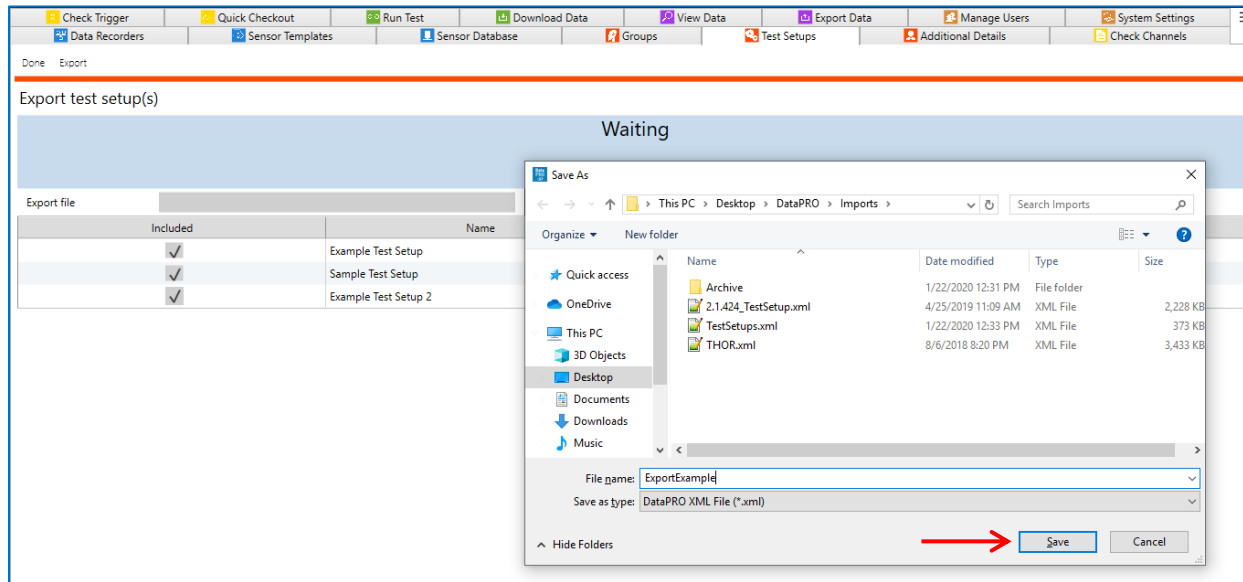 Check Trigger Quick Checkout Run Test Download Data View Data Export Data Manage Users System Settings
Data Recorders Sensor Templates Sensor Database Groups Test Setups Additional Details Check Channels
Done Export
Export test setup(s)
Waiting
Export file
Included Name
Example Test Setup
Sample Test Setup
Example Test Setup 2
Save As
This PC > Desktop > DataPRO > Imports > Search Imports
Organize New folder
Name Date modified Type Size
Quick access
OneDrive
This PC
3D Objects
Desktop
Documents
Downloads
Music
Archive 1/22/2020 12:31 PM File folder
2.1.424_TestSetup.xml 4/25/2019 11:09 AM XML File 2,228 KB
TestSetups.xml 1/22/2020 12:33 PM XML File 373 KB
THOR.xml 8/6/2018 8:20 PM XML File 3,433 KB
File name: ExportExample
Save as type: DataPRO XML File (*.xml)
Hide Folders Save Cancel